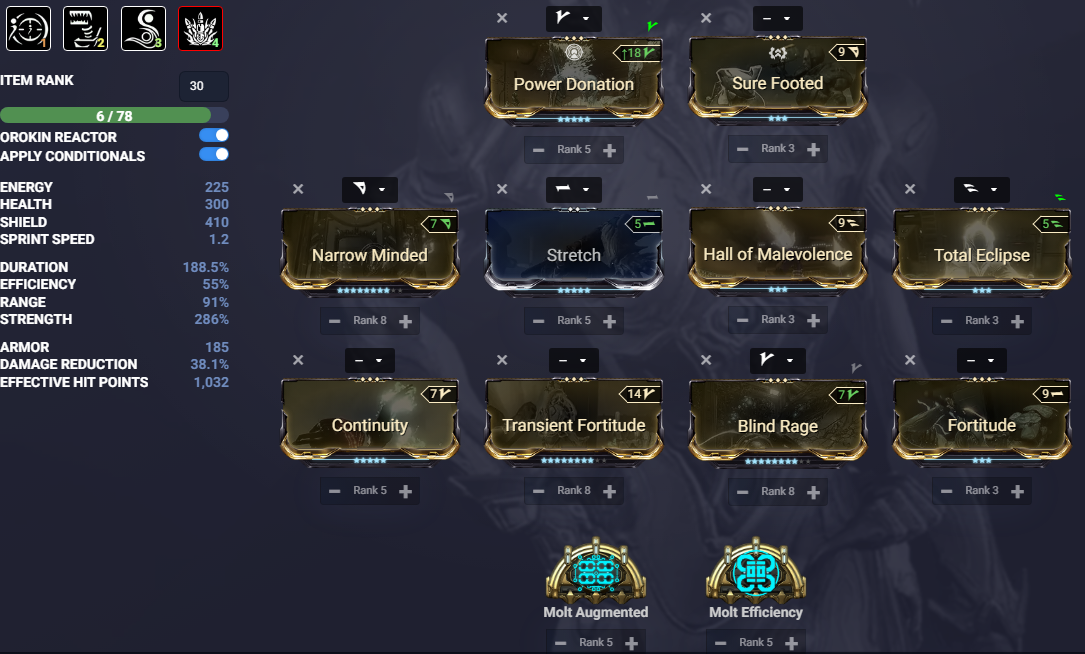 1
2
3
4
ITEM RANK
30
6 / 78
OROKIN REACTOR
APPLY CONDITIONALS
ENERGY 225
HEALTH 300
SHIELD 410
SPRINT SPEED 1.2
DURATION 188.5%
EFFICIENCY 55%
RANGE 91%
STRENGTH 286%
ARMOR 185
DAMAGE REDUCTION 38.1%
EFFECTIVE HIT POINTS 1,032
↑18
Power Donation
Rank 5
9
Sure Footed
Rank 3
7
Narrow Minded
Rank 8
5
Stretch
Rank 5
9
Hall of Malevolence
Rank 3
5
Total Eclipse
Rank 3
7
Continuity
Rank 5
14
Transient Fortitude
Rank 8
7
Blind Rage
Rank 8
9
Fortitude
Rank 3
Molt Augmented
Rank 5
Molt Efficiency
Rank 5